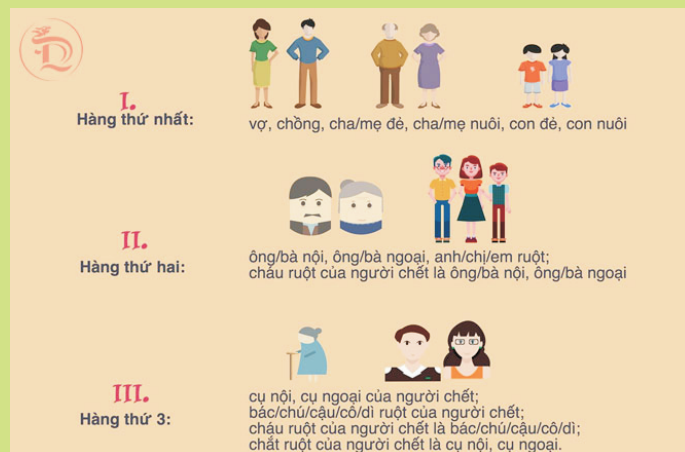 I.
Hàng thứ nhất:
vợ, chồng, cha/mẹ đẻ, cha/mẹ nuôi, con đẻ, con nuôi
II.
Hàng thứ hai:
ông/bà nội, ông/bà ngoại, anh/chị/em ruột;
cháu ruột của người chết là ông/bà nội, ông/bà ngoại
III.
Hàng thứ 3:
cụ nội, cụ ngoại của người chết;
bác/chú/cậu/cô/dì ruột của người chết;
cháu ruột của người chết là bác/chú/cậu/cô/dì;
chắt ruột của người chết là cụ nội, cụ ngoại.